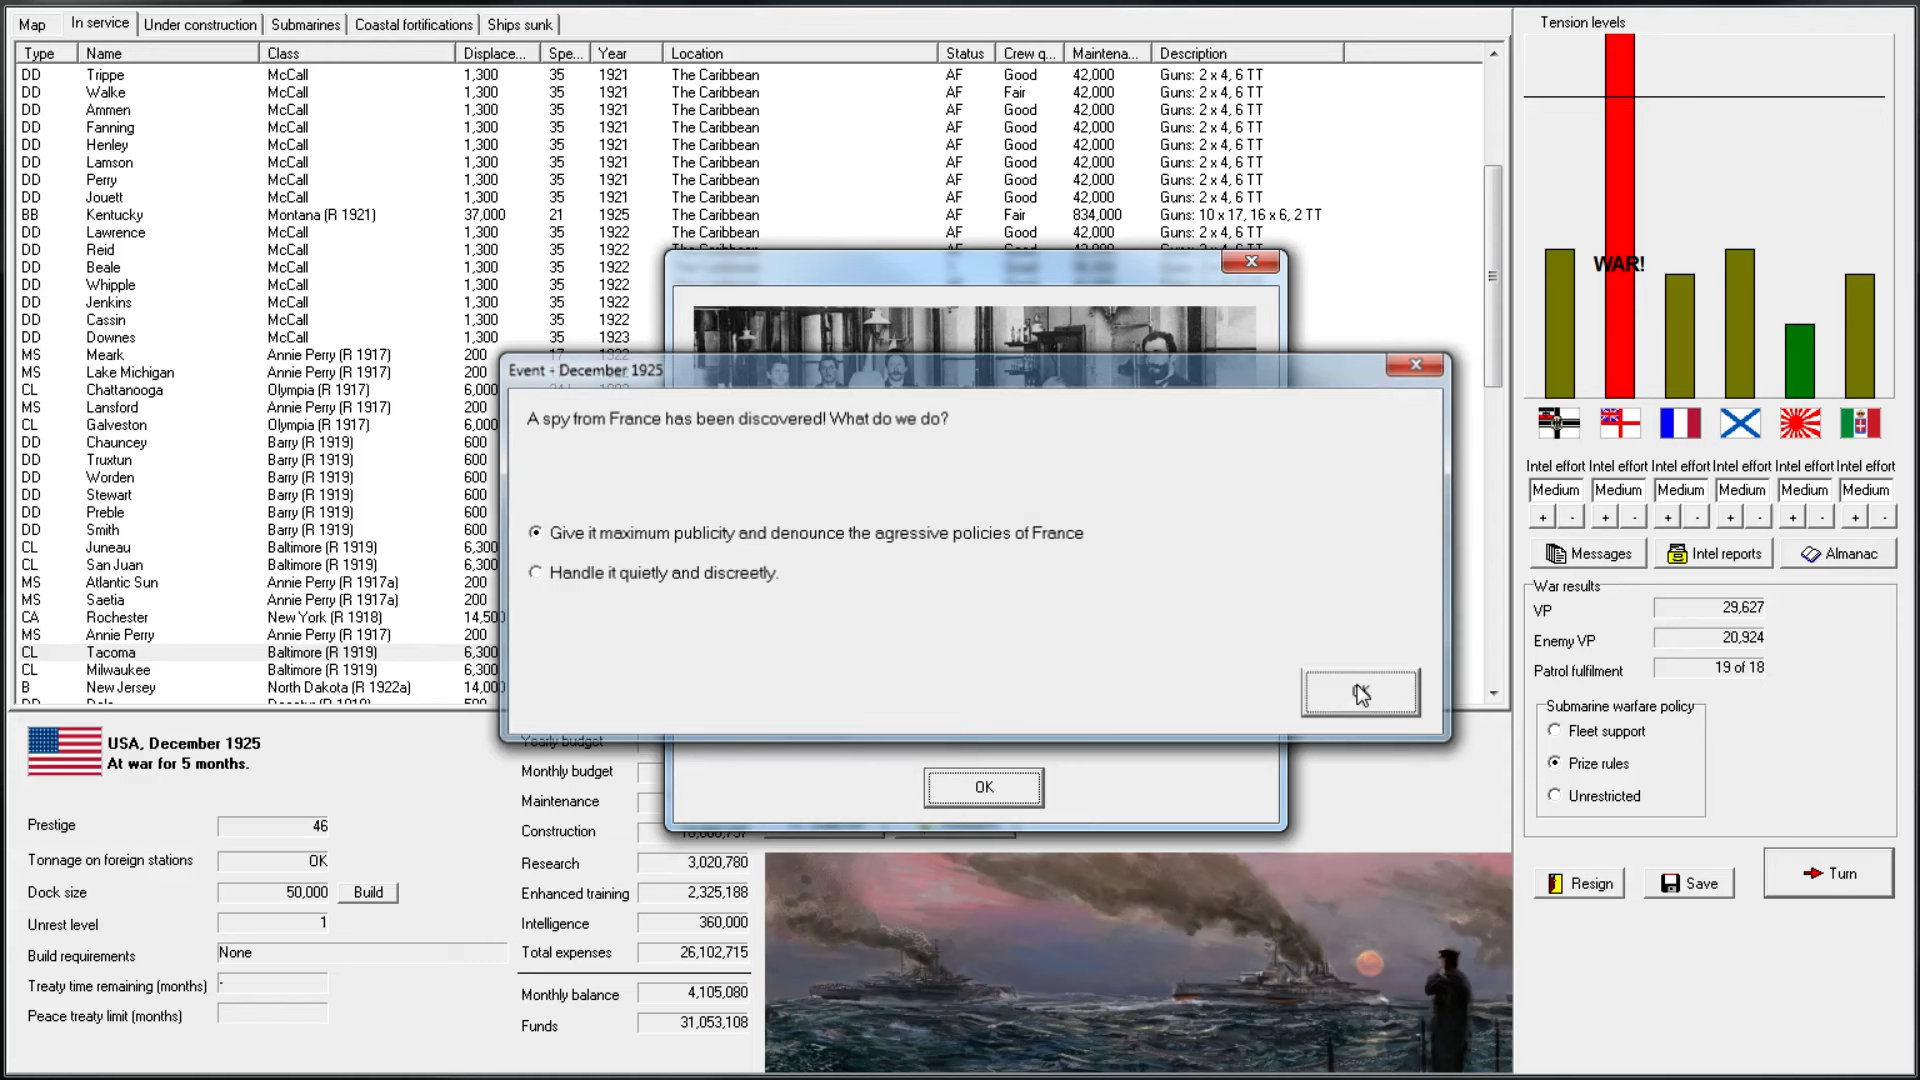 Map In service Under construction Submarines Coastal fortifications Ships sunk
Type Name Class Displace... Spe... Year Location Status Crew q... Maintena... Description
DD Trippe McCall 1,300 35 1921 The Caribbean AF Good 42,000 Guns: 2 x 4, 6 TT
DD Walke McCall 1,300 35 1921 The Caribbean AF Fair 42,000 Guns: 2 x 4, 6 TT
DD Ammen McCall 1,300 35 1921 The Caribbean AF Good 42,000 Guns: 2 x 4, 6 TT
DD Fanning McCall 1,300 35 1921 The Caribbean AF Good 42,000 Guns: 2 x 4, 6 TT
DD Henley McCall 1,300 35 1921 The Caribbean AF Good 42,000 Guns: 2 x 4, 6 TT
DD Lamson McCall 1,300 35 1921 The Caribbean AF Good 42,000 Guns: 2 x 4, 6 TT
DD Perry McCall 1,300 35 1921 The Caribbean AF Good 42,000 Guns: 2 x 4, 6 TT
DD Jouett McCall 1,300 35 1921 The Caribbean AF Good 42,000 Guns: 2 x 4, 6 TT
BB Kentucky Montana (R 1921) 37,000 21 1925 The Caribbean AF Fair 834,000 Guns: 10 x 17, 16 x 6, 2 TT
DD Lawrence McCall 1,300 35 1922 The Caribbean AF Good 42,000 Guns: 2 x 4, 6 TT
DD Reid McCall 1,300 35 1922 The Caribbean AF Good 42,000 Guns: 2 x 4, 6 TT
DD Beale McCall 1,300 35 1922
DD Whipple McCall 1,300 35 1922
DD Jenkins McCall 1,300 35 1922
DD Cassin McCall 1,300 35 1922
DD Downes McCall 1,300 35 1923
MS Meark Annie Perry (R 1917) 200 17 1922
MS Lake Michigan Annie Perry (R 1917) 200
CL Chattanooga Olympia (R 1917) 6,000
MS Lansford Annie Perry (R 1917) 200
CL Galveston Olympia (R 1917) 6,000
DD Chauncey Barry (R 1919) 600
DD Truxtun Barry (R 1919) 600
DD Worden Barry (R 1919) 600
DD Stewart Barry (R 1919) 600
DD Preble Barry (R 1919) 600
DD Smith Barry (R 1919) 600
CL Juneau Baltimore (R 1919) 6,300
CL San Juan Baltimore (R 1919) 6,300
MS Atlantic Sun Annie Perry (R 1917a) 200
MS Saetia Annie Perry (R 1917a) 200
CA Rochester New York (R 1918) 14,500
MS Annie Perry Annie Perry (R 1917) 200
CL Tacoma Baltimore (R 1919) 6,300
CL Milwaukee Baltimore (R 1919) 6,300
B New Jersey North Dakota (R 1922a) 14,000
Event - December 1925
A spy from France has been discovered! What do we do?
Give it maximum publicity and denounce the agressive policies of France
Handle it quietly and discreetly.
OK
USA, December 1925
At war for 5 months.
Prestige 46
Tonnage on foreign stations OK
Dock size 50,000 Build
Unrest level 1
Build requirements None
Treaty time remaining (months) -
Peace treaty limit (months)
Yearly budget
Monthly budget
Maintenance
Construction
Research 3,020,780
Enhanced training 2,325,188
Intelligence 360,000
Total expenses 26,102,715
Monthly balance 4,105,080
Funds 31,053,108
Tension levels
WAR!
Intel effort Intel effort Intel effort Intel effort Intel effort Intel effort
Medium Medium Medium Medium Medium Medium
+ - + - + - + - + - + -
Messages Intel reports Almanac
War results
VP 29,627
Enemy VP 20,924
Patrol fulfilment 19 of 18
Submarine warfare policy
Fleet support
Prize rules
Unrestricted
Resign Save Turn